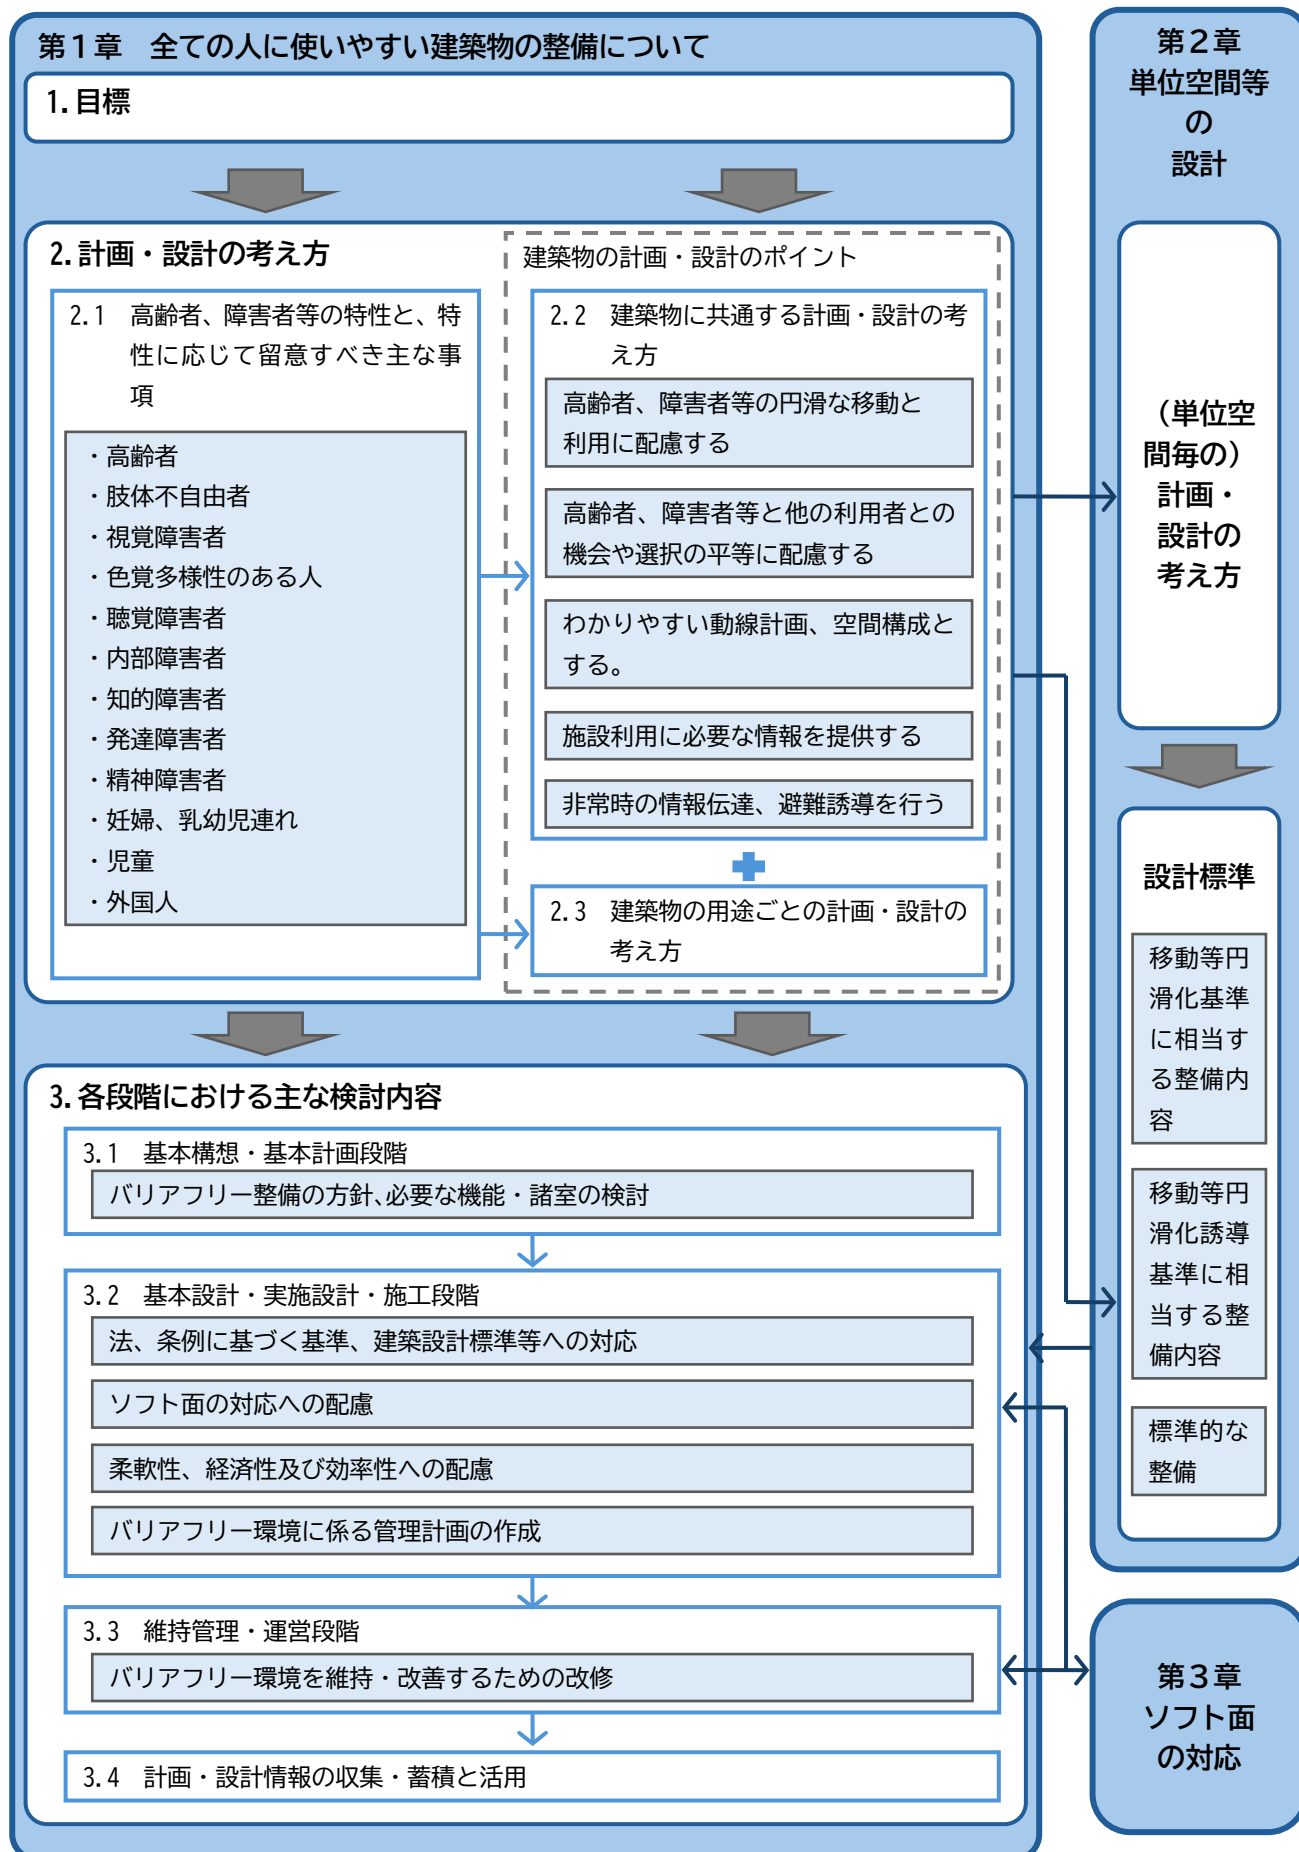 第1章　全ての人に使いやすい建築物の整備について
1.目標
2.計画・設計の考え方
2.1　高齢者、障害者等の特性と、特
性に応じて留意すべき主な事
項
・高齢者
・肢体不自由者
・視覚障害者
・色覚多様性のある人
・聴覚障害者
・内部障害者
・知的障害者
・発達障害者
・精神障害者
・妊婦、乳幼児連れ
・児童
・外国人
建築物の計画・設計のポイント
2.2　建築物に共通する計画・設計の考
え方
高齢者、障害者等の円滑な移動と
利用に配慮する
高齢者、障害者等と他の利用者との
機会や選択の平等に配慮する
わかりやすい動線計画、空間構成と
する。
施設利用に必要な情報を提供する
非常時の情報伝達、避難誘導を行う
2.3　建築物の用途ごとの計画・設計の
考え方
3.各段階における主な検討内容
3.1　基本構想・基本計画段階
バリアフリー整備の方針、必要な機能・諸室の検討
3.2　基本設計・実施設計・施工段階
法、条例に基づく基準、建築設計標準等への対応
ソフト面の対応への配慮
柔軟性、経済性及び効率性への配慮
バリアフリー環境に係る管理計画の作成
3.3　維持管理・運営段階
バリアフリー環境を維持・改善するための改修
3.4　計画・設計情報の収集・蓄積と活用
第2章
単位空間等
の
設計
（単位空
間毎の）
計画・
設計の
考え方
設計標準
移動等円
滑化基準
に相当す
る整備内
容
移動等円
滑化誘導
基準に相
当する整
備内容
標準的な
整備
第3章
ソフト面
の対応